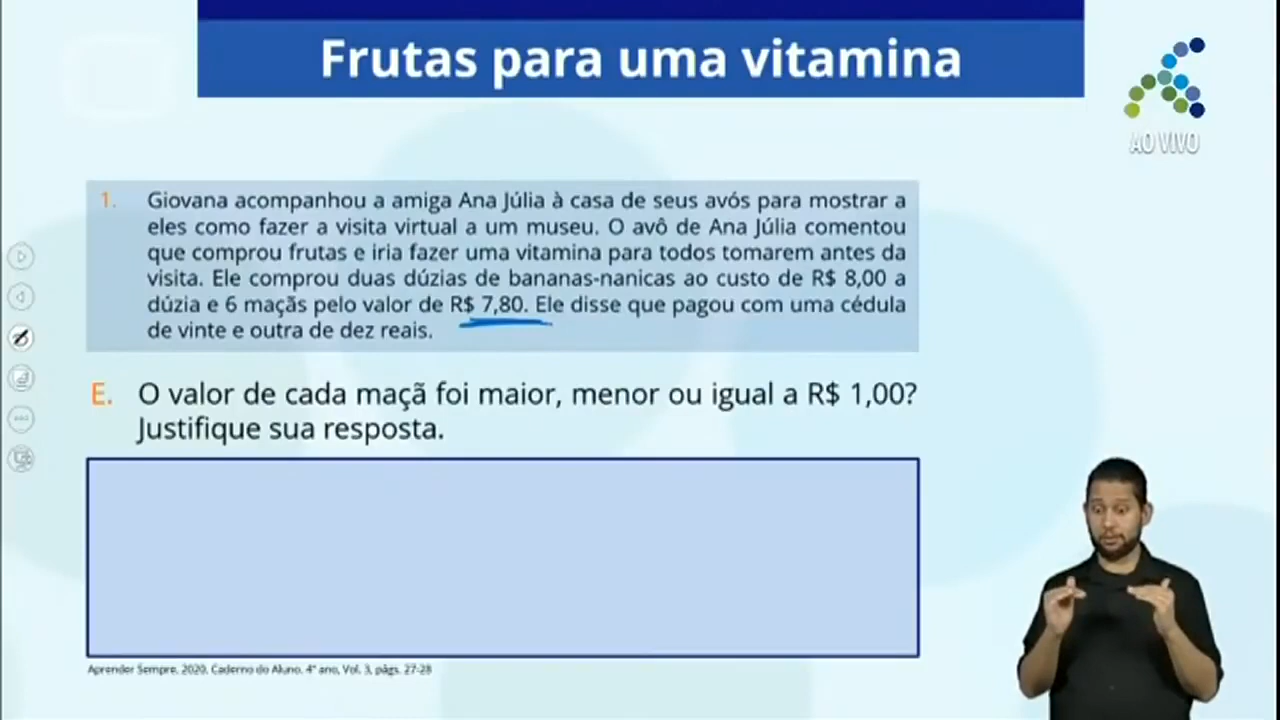 Frutas para uma vitamina
AO VIVO
1. Giovana acompanhou a amiga Ana Júlia à casa de seus avós para mostrar a
eles como fazer a visita virtual a um museu. O avô de Ana Júlia comentou
que comprou frutas e iria fazer uma vitamina para todos tomarem antes da
visita. Ele comprou duas dúzias de bananas-nanicas ao custo de R$ 8,00 a
dúzia e 6 maçãs pelo valor de R$ 7,80. Ele disse que pagou com uma cédula
de vinte e outra de dez reais.
E. O valor de cada maçã foi maior, menor ou igual a R$ 1,00?
Justifique sua resposta.
Aprender Sempre, 2020, Caderno do Aluno, 4º ano, Vol. 3, págs. 27-28